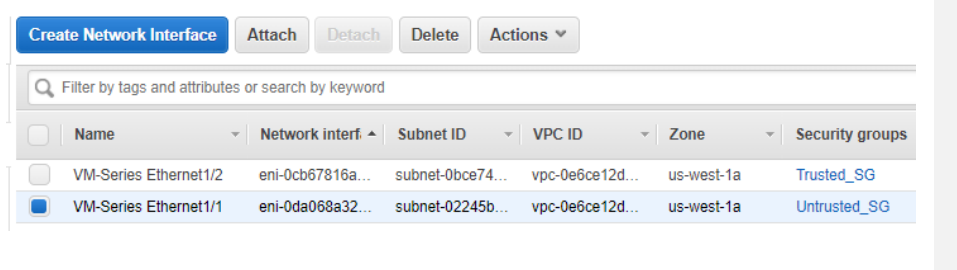 Create Network Interface Attach Detach Delete Actions
Filter by tags and attributes or search by keyword
Name Network interf Subnet ID VPC ID Zone Security groups
VM-Series Ethernet1/2 eni-0cb67816a... subnet-0bce74... vpc-0e6ce12d... us-west-1a Trusted_SG
VM-Series Ethernet1/1 eni-0da068a32... subnet-02245b... vpc-0e6ce12d... us-west-1a Untrusted_SG